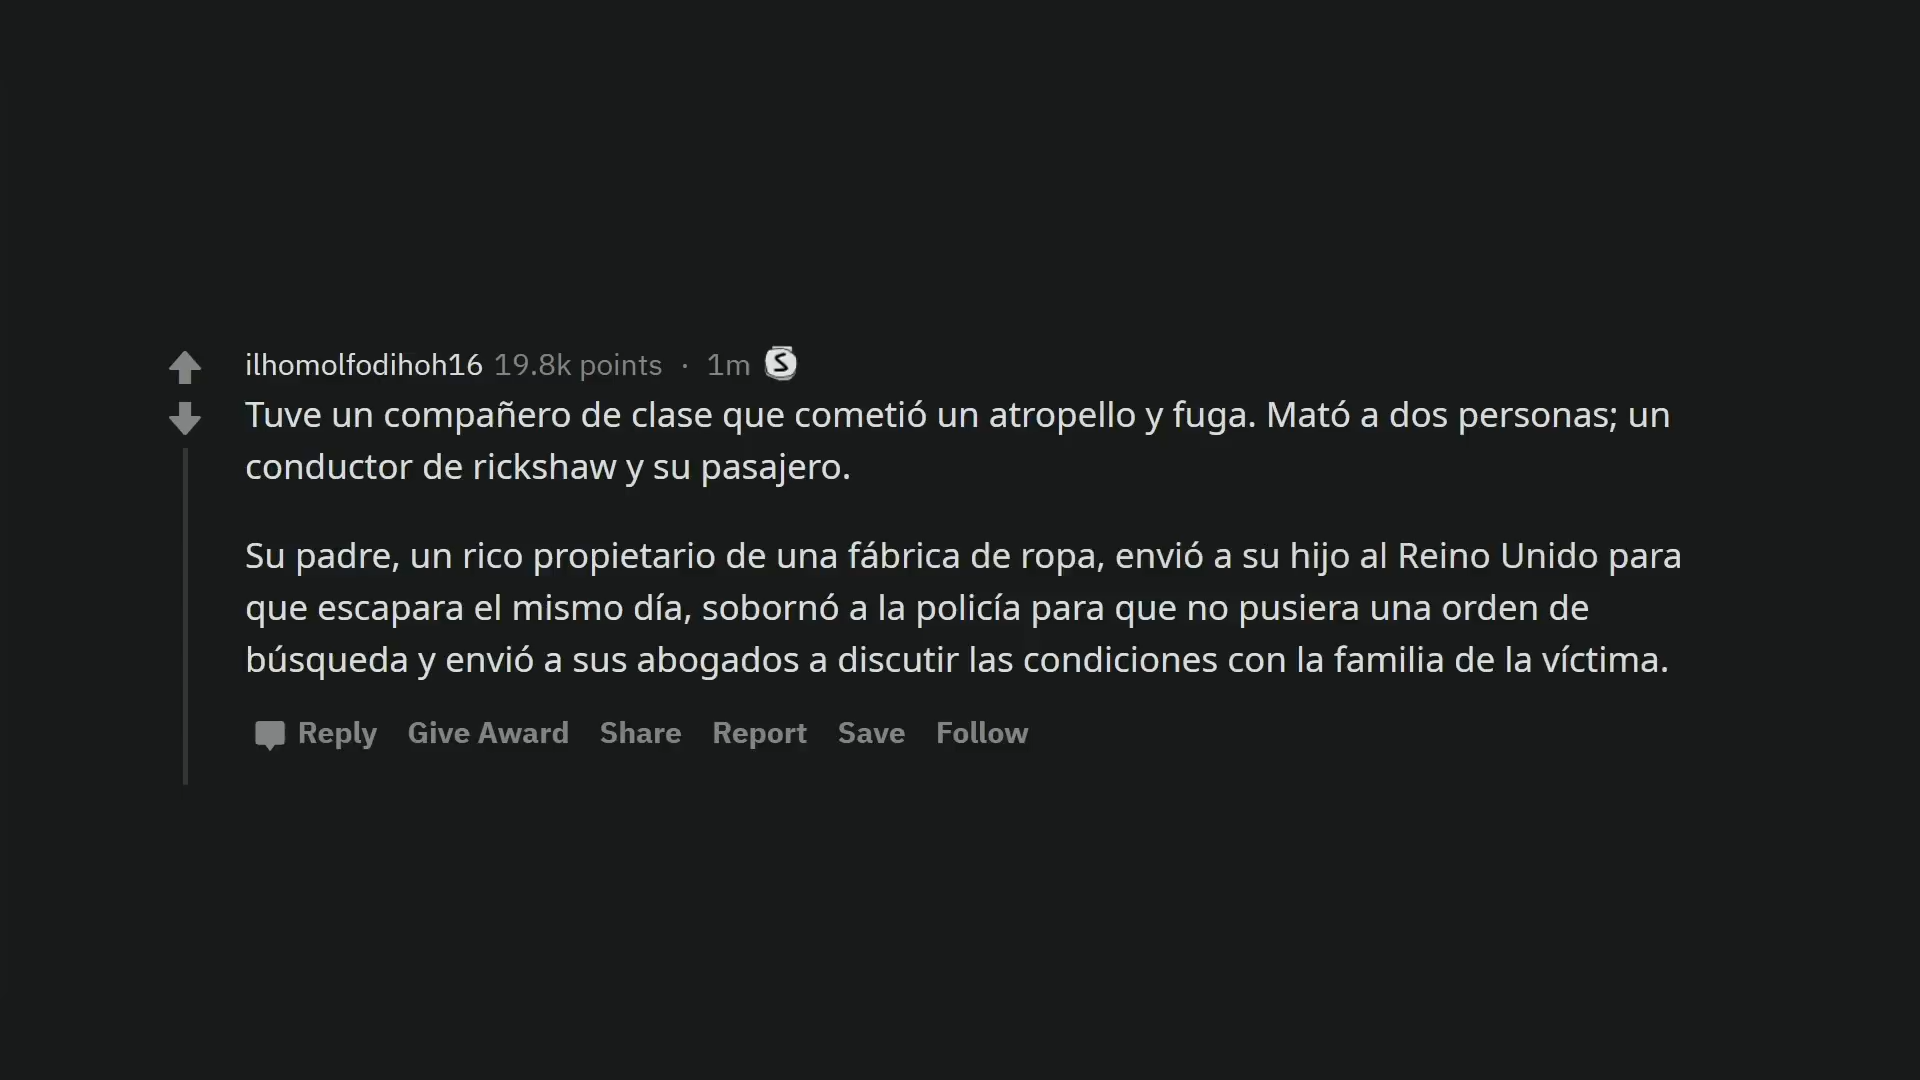 ilhomolfodihoh16 19.8k points · 1m S
Tuve un compañero de clase que cometió un atropello y fuga. Mató a dos personas; un
conductor de rickshaw y su pasajero.
Su padre, un rico propietario de una fábrica de ropa, envió a su hijo al Reino Unido para
que escapara el mismo día, sobornó a la policía para que no pusiera una orden de
búsqueda y envió a sus abogados a discutir las condiciones con la familia de la víctima.
Reply Give Award Share Report Save Follow